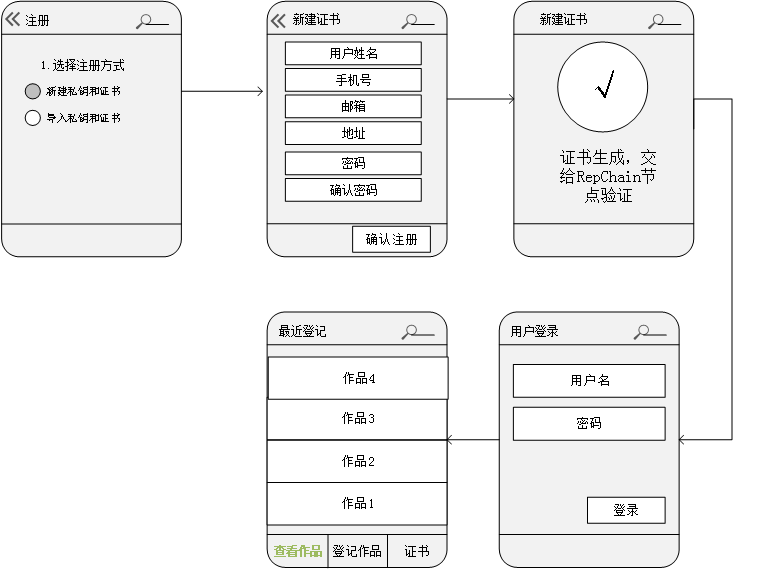 注册
1.选择注册方式
新建私钥和证书
导入私钥和证书
新建证书
用户姓名
手机号
邮箱
地址
密码
确认密码
确认注册
新建证书
证书生成，交
给RepChain节
点验证
用户登录
用户名
密码
登录
最近登记
作品4
作品3
作品2
作品1
查看作品
登记作品
证书